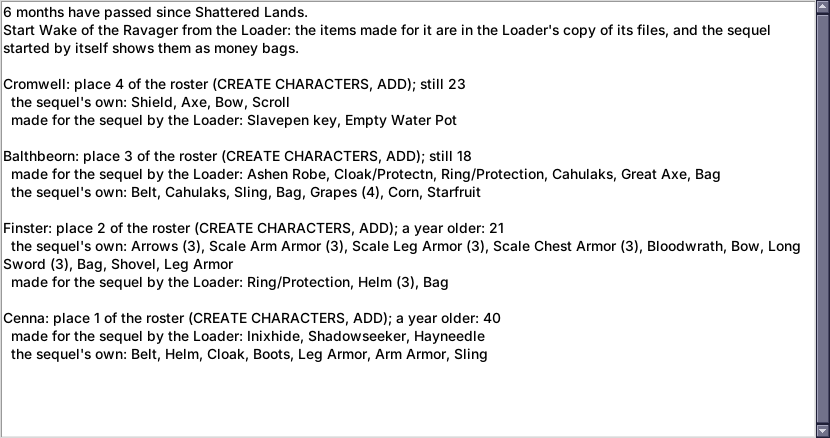 6 months have passed since Shattered Lands.
Start Wake of the Ravager from the Loader: the items made for it are in the Loader's copy of its files, and the sequel
started by itself shows them as money bags.
Cromwell: place 4 of the roster (CREATE CHARACTERS, ADD); still 23
the sequel's own: Shield, Axe, Bow, Scroll
made for the sequel by the Loader: Slavepen key, Empty Water Pot
Balthbeorn: place 3 of the roster (CREATE CHARACTERS, ADD); still 18
made for the sequel by the Loader: Ashen Robe, Cloak/Protectn, Ring/Protection, Cahulaks, Great Axe, Bag
the sequel's own: Belt, Cahulaks, Sling, Bag, Grapes (4), Corn, Starfruit
Finster: place 2 of the roster (CREATE CHARACTERS, ADD); a year older: 21
the sequel's own: Arrows (3), Scale Arm Armor (3), Scale Leg Armor (3), Scale Chest Armor (3), Bloodwrath, Bow, Long
Sword (3), Bag, Shovel, Leg Armor
made for the sequel by the Loader: Ring/Protection, Helm (3), Bag
Cenna: place 1 of the roster (CREATE CHARACTERS, ADD); a year older: 40
made for the sequel by the Loader: Inixhide, Shadowseeker, Hayneedle
the sequel's own: Belt, Helm, Cloak, Boots, Leg Armor, Arm Armor, Sling